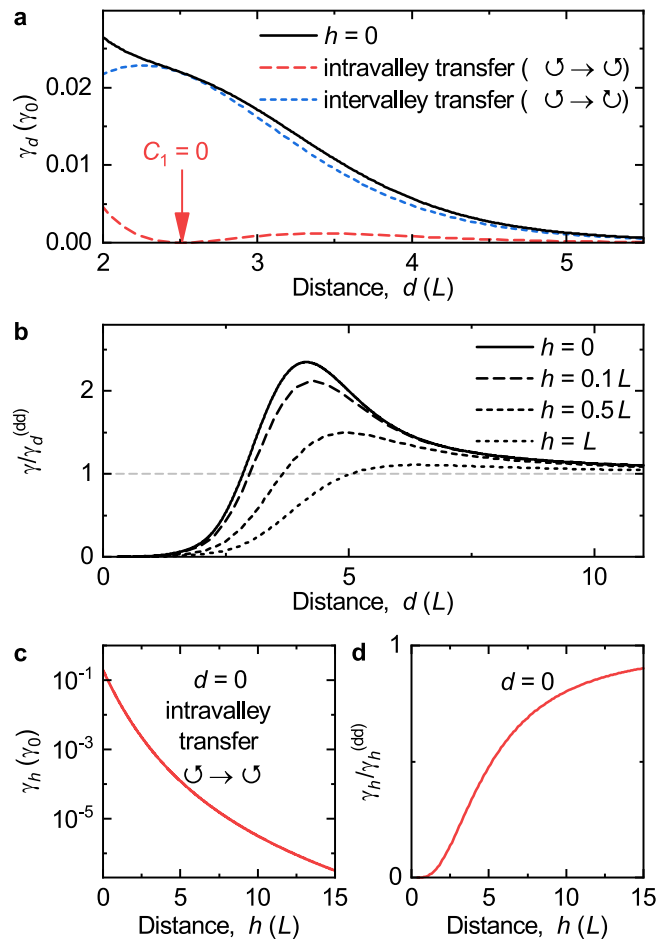 a
h = 0
intravalley transfer ( ↺ → ↺)
intervalley transfer ( ↺ → ↻)
C₁ = 0
γd (γ0)
0.02
0.01
0.00
2 3 4 5
Distance, d (L)
b
h = 0
h = 0.1 L
h = 0.5 L
h = L
γ/γd(dd)
2
1
0
0 5 10
Distance, d (L)
c
d = 0
intravalley
transfer
↺ → ↺
γh (γ0)
10⁻¹
10⁻³
10⁻⁵
0 5 10 15
Distance, h (L)
d
d = 0
γh/γh(dd)
1
0
0 5 10 15
Distance, h (L)